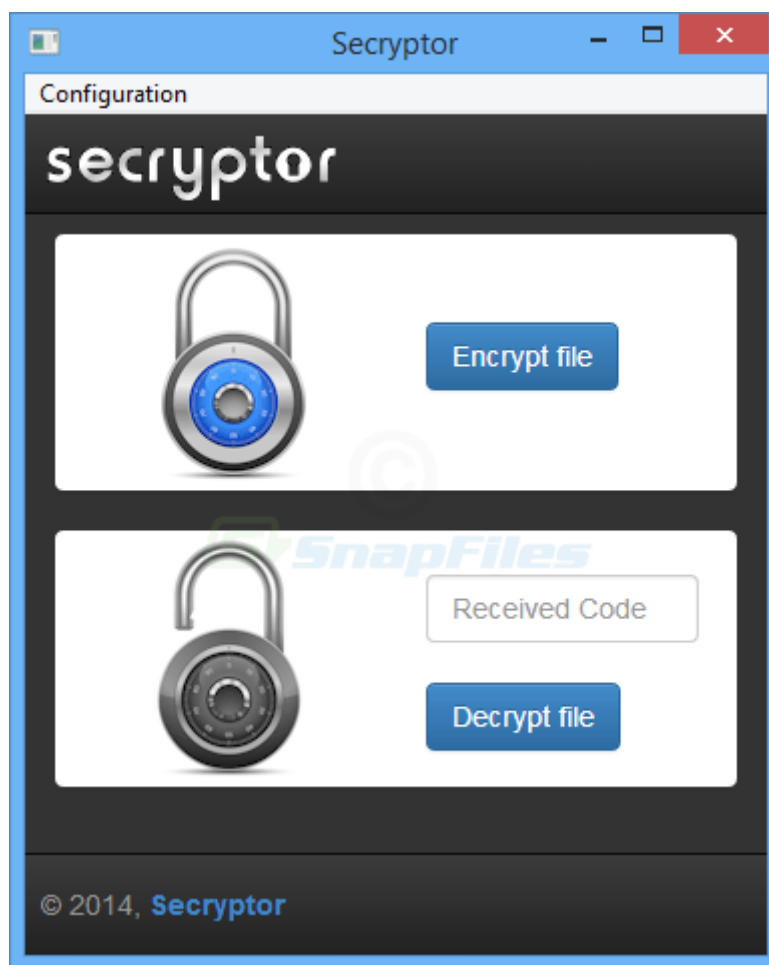 Secryptor
Configuration
secryptor
Encrypt file
©
SnapFiles
Received Code
Decrypt file
© 2014, Secryptor